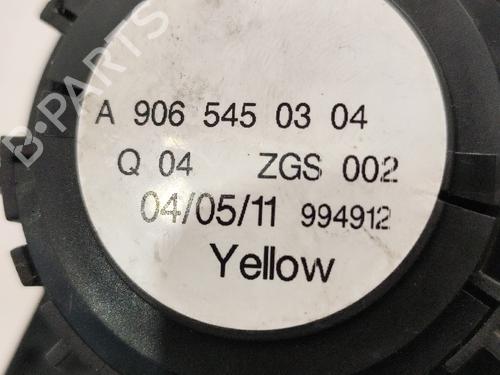 B-PARTS
A 906 545 03 04
Q 04 ZGS 002
04/05/11 994912
Yellow